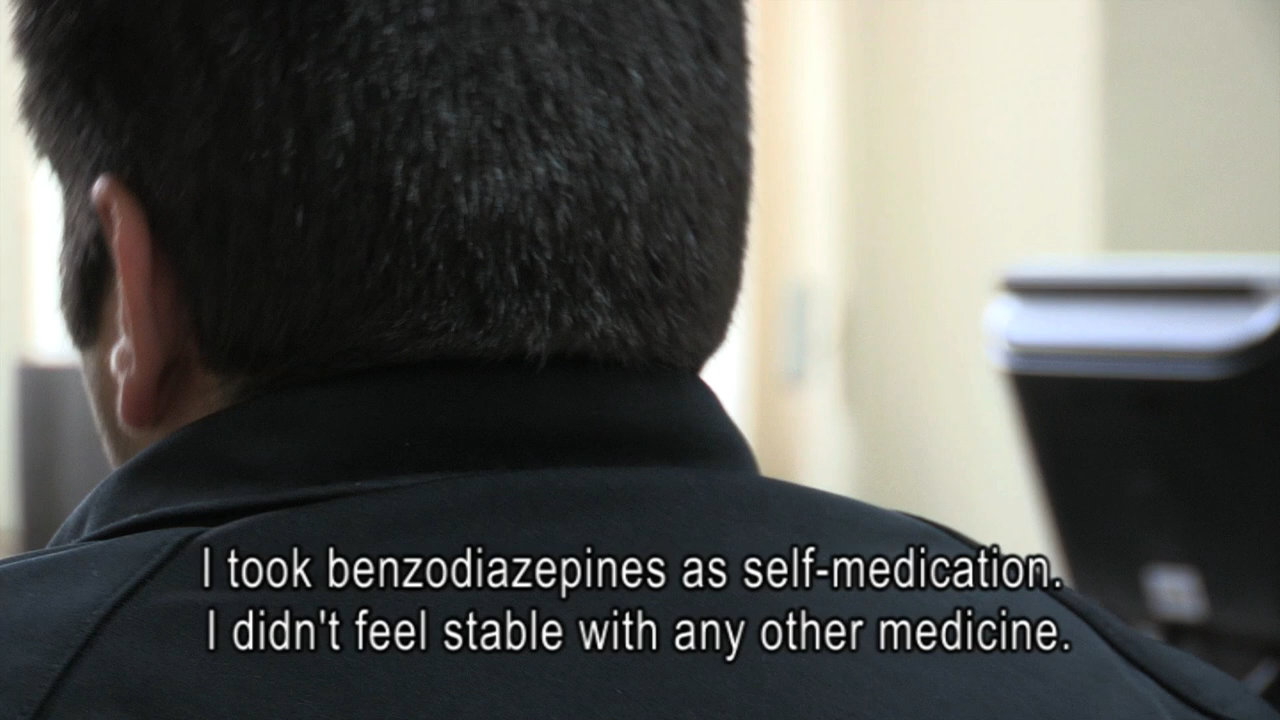 I took benzodiazepines as self-medication.
I didn't feel stable with any other medicine.